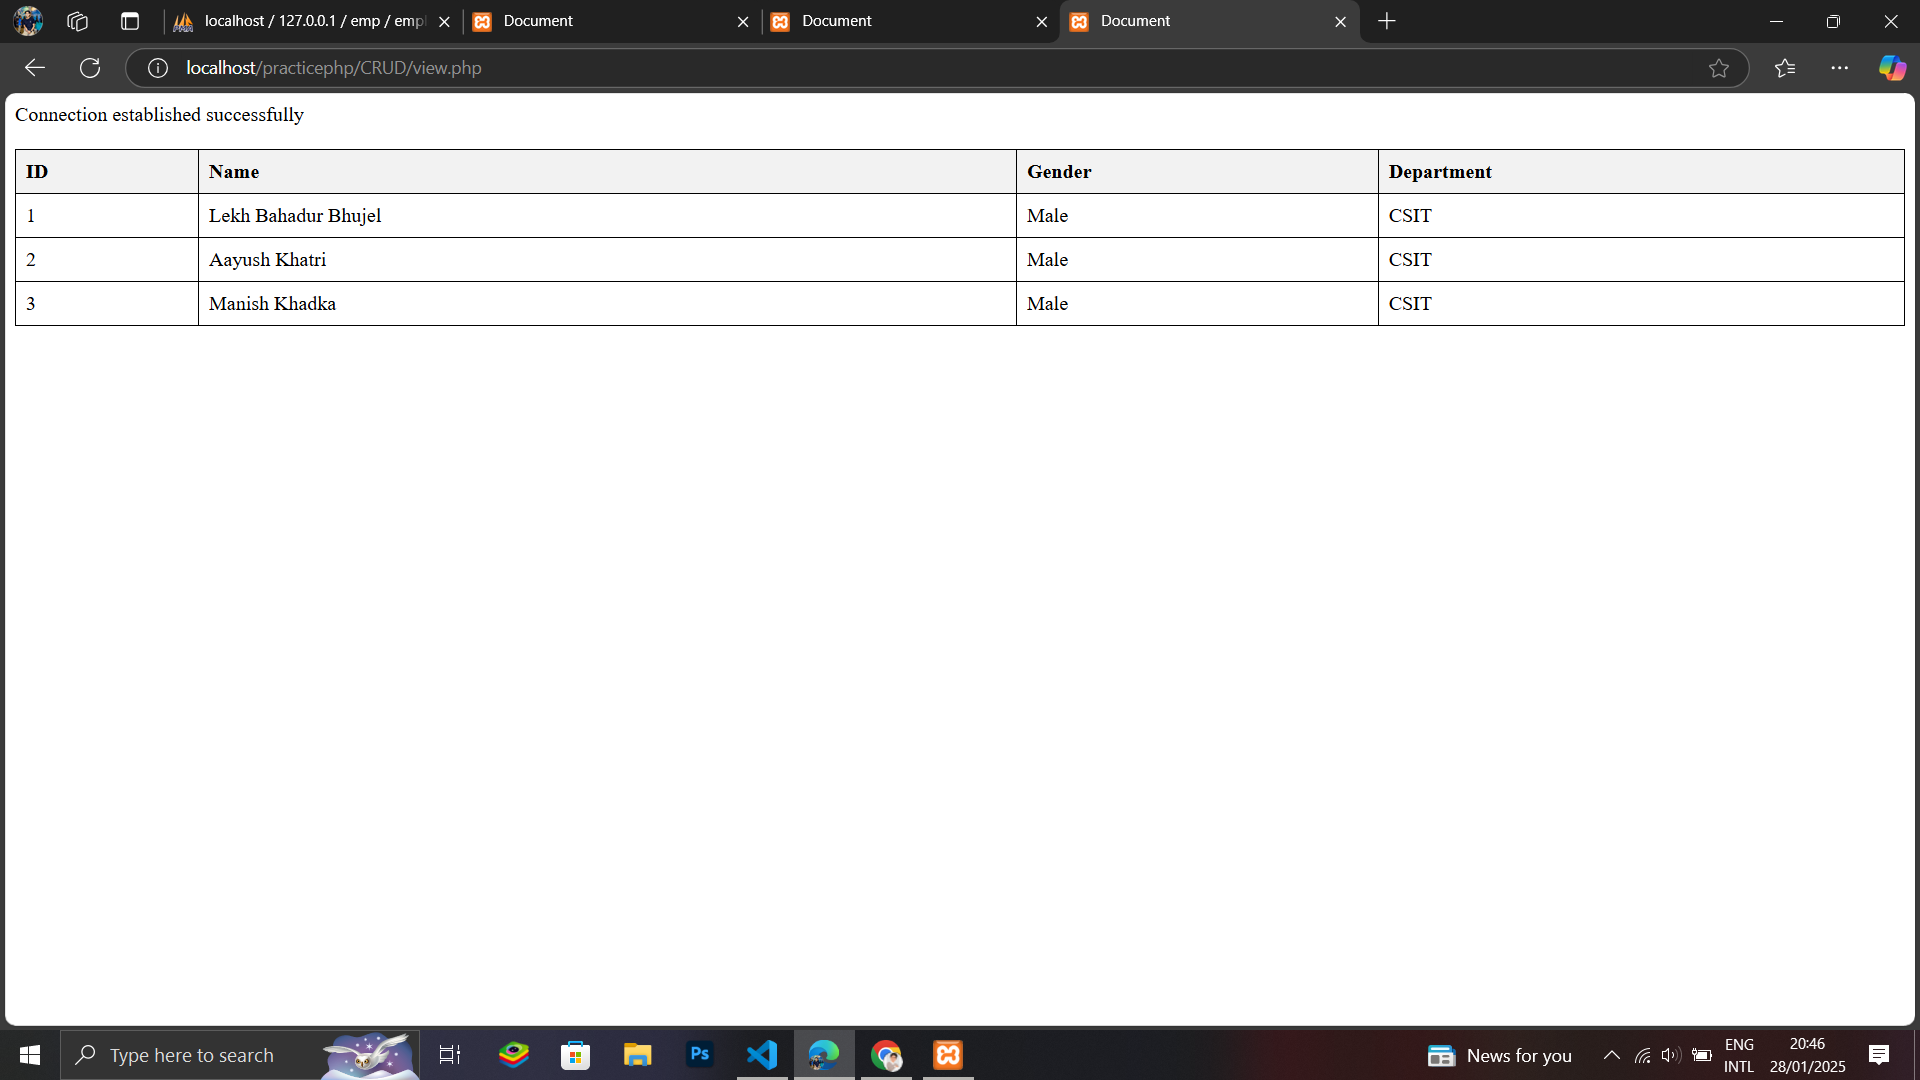 localhost / 127.0.0.1 / emp / emp
Document
Document
Document
localhost/practicephp/CRUD/view.php
Connection established successfully
ID Name Gender Department
1 Lekh Bahadur Bhujel Male CSIT
2 Aayush Khatri Male CSIT
3 Manish Khadka Male CSIT
Type here to search
Ps
News for you
ENG
INTL
20:46
28/01/2025